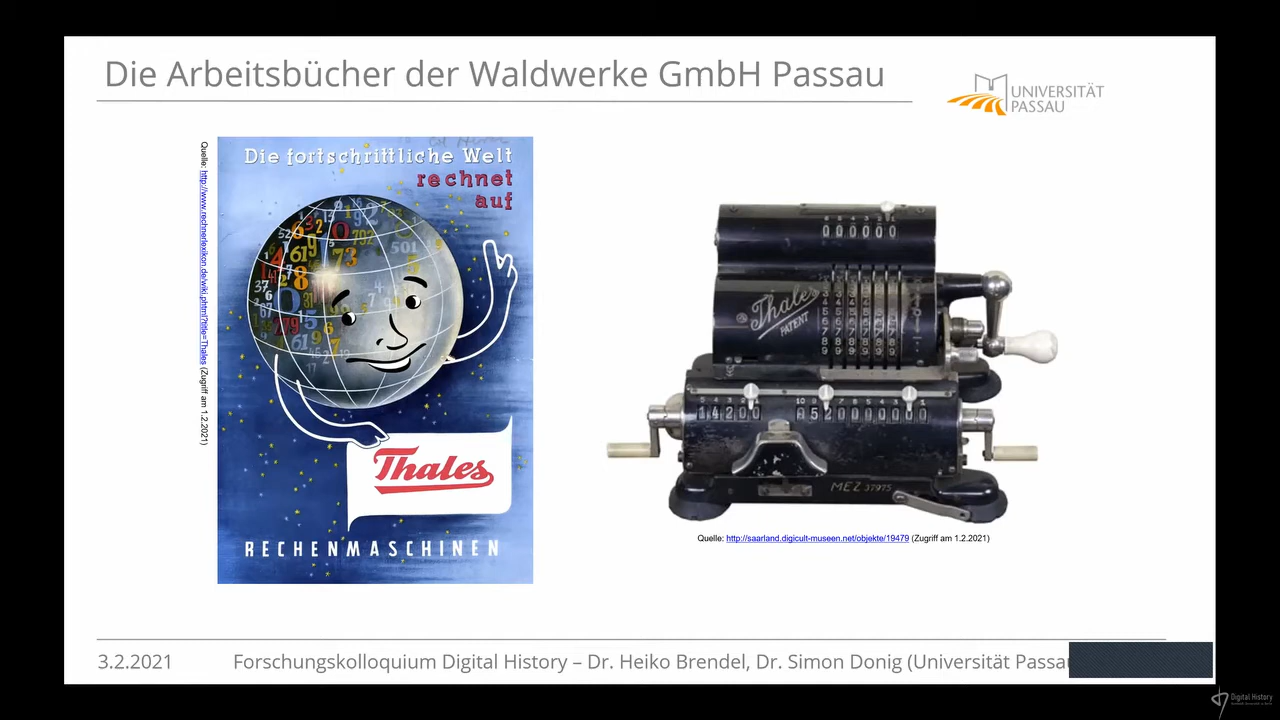 Die Arbeitsbücher der Waldwerke GmbH Passau
UNIVERSITÄT
PASSAU
Quelle: http://www.rechnerlexikon.de/wiki.phtml?title=Thales (Zugriff am 1.2.2021)
Die fortschrittliche Welt
rechnet
auf
Thales
RECHENMASCHINEN
Thales
PATENT
MEZ 37975
Quelle: http://saarland.digicult-museen.net/objekte/19479 (Zugriff am 1.2.2021)
3.2.2021
Forschungskolloquium Digital History – Dr. Heiko Brendel, Dr. Simon Donig (Universität Passau
Digital History